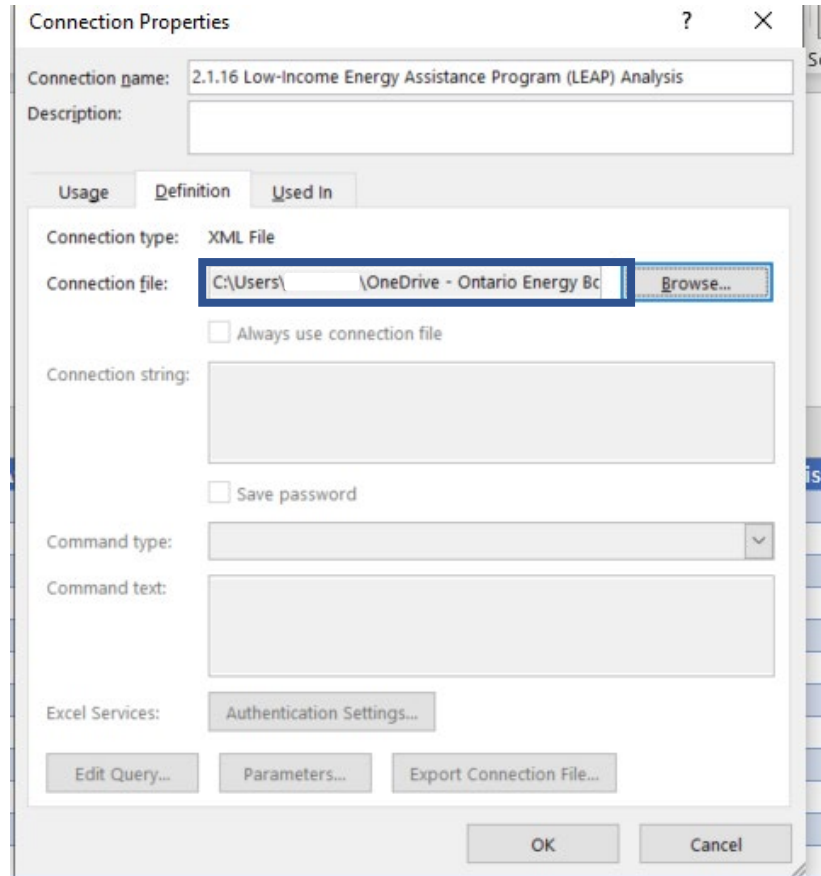 Connection Properties ? ×
Connection name: 2.1.16 Low-Income Energy Assistance Program (LEAP) Analysis
Description:
Usage Definition Used In
Connection type: XML File
Connection file: C:\Users\ \OneDrive - Ontario Energy Bo Browse...
Always use connection file
Connection string:
Save password
Command type:
Command text:
Excel Services: Authentication Settings...
Edit Query... Parameters... Export Connection File...
OK Cancel